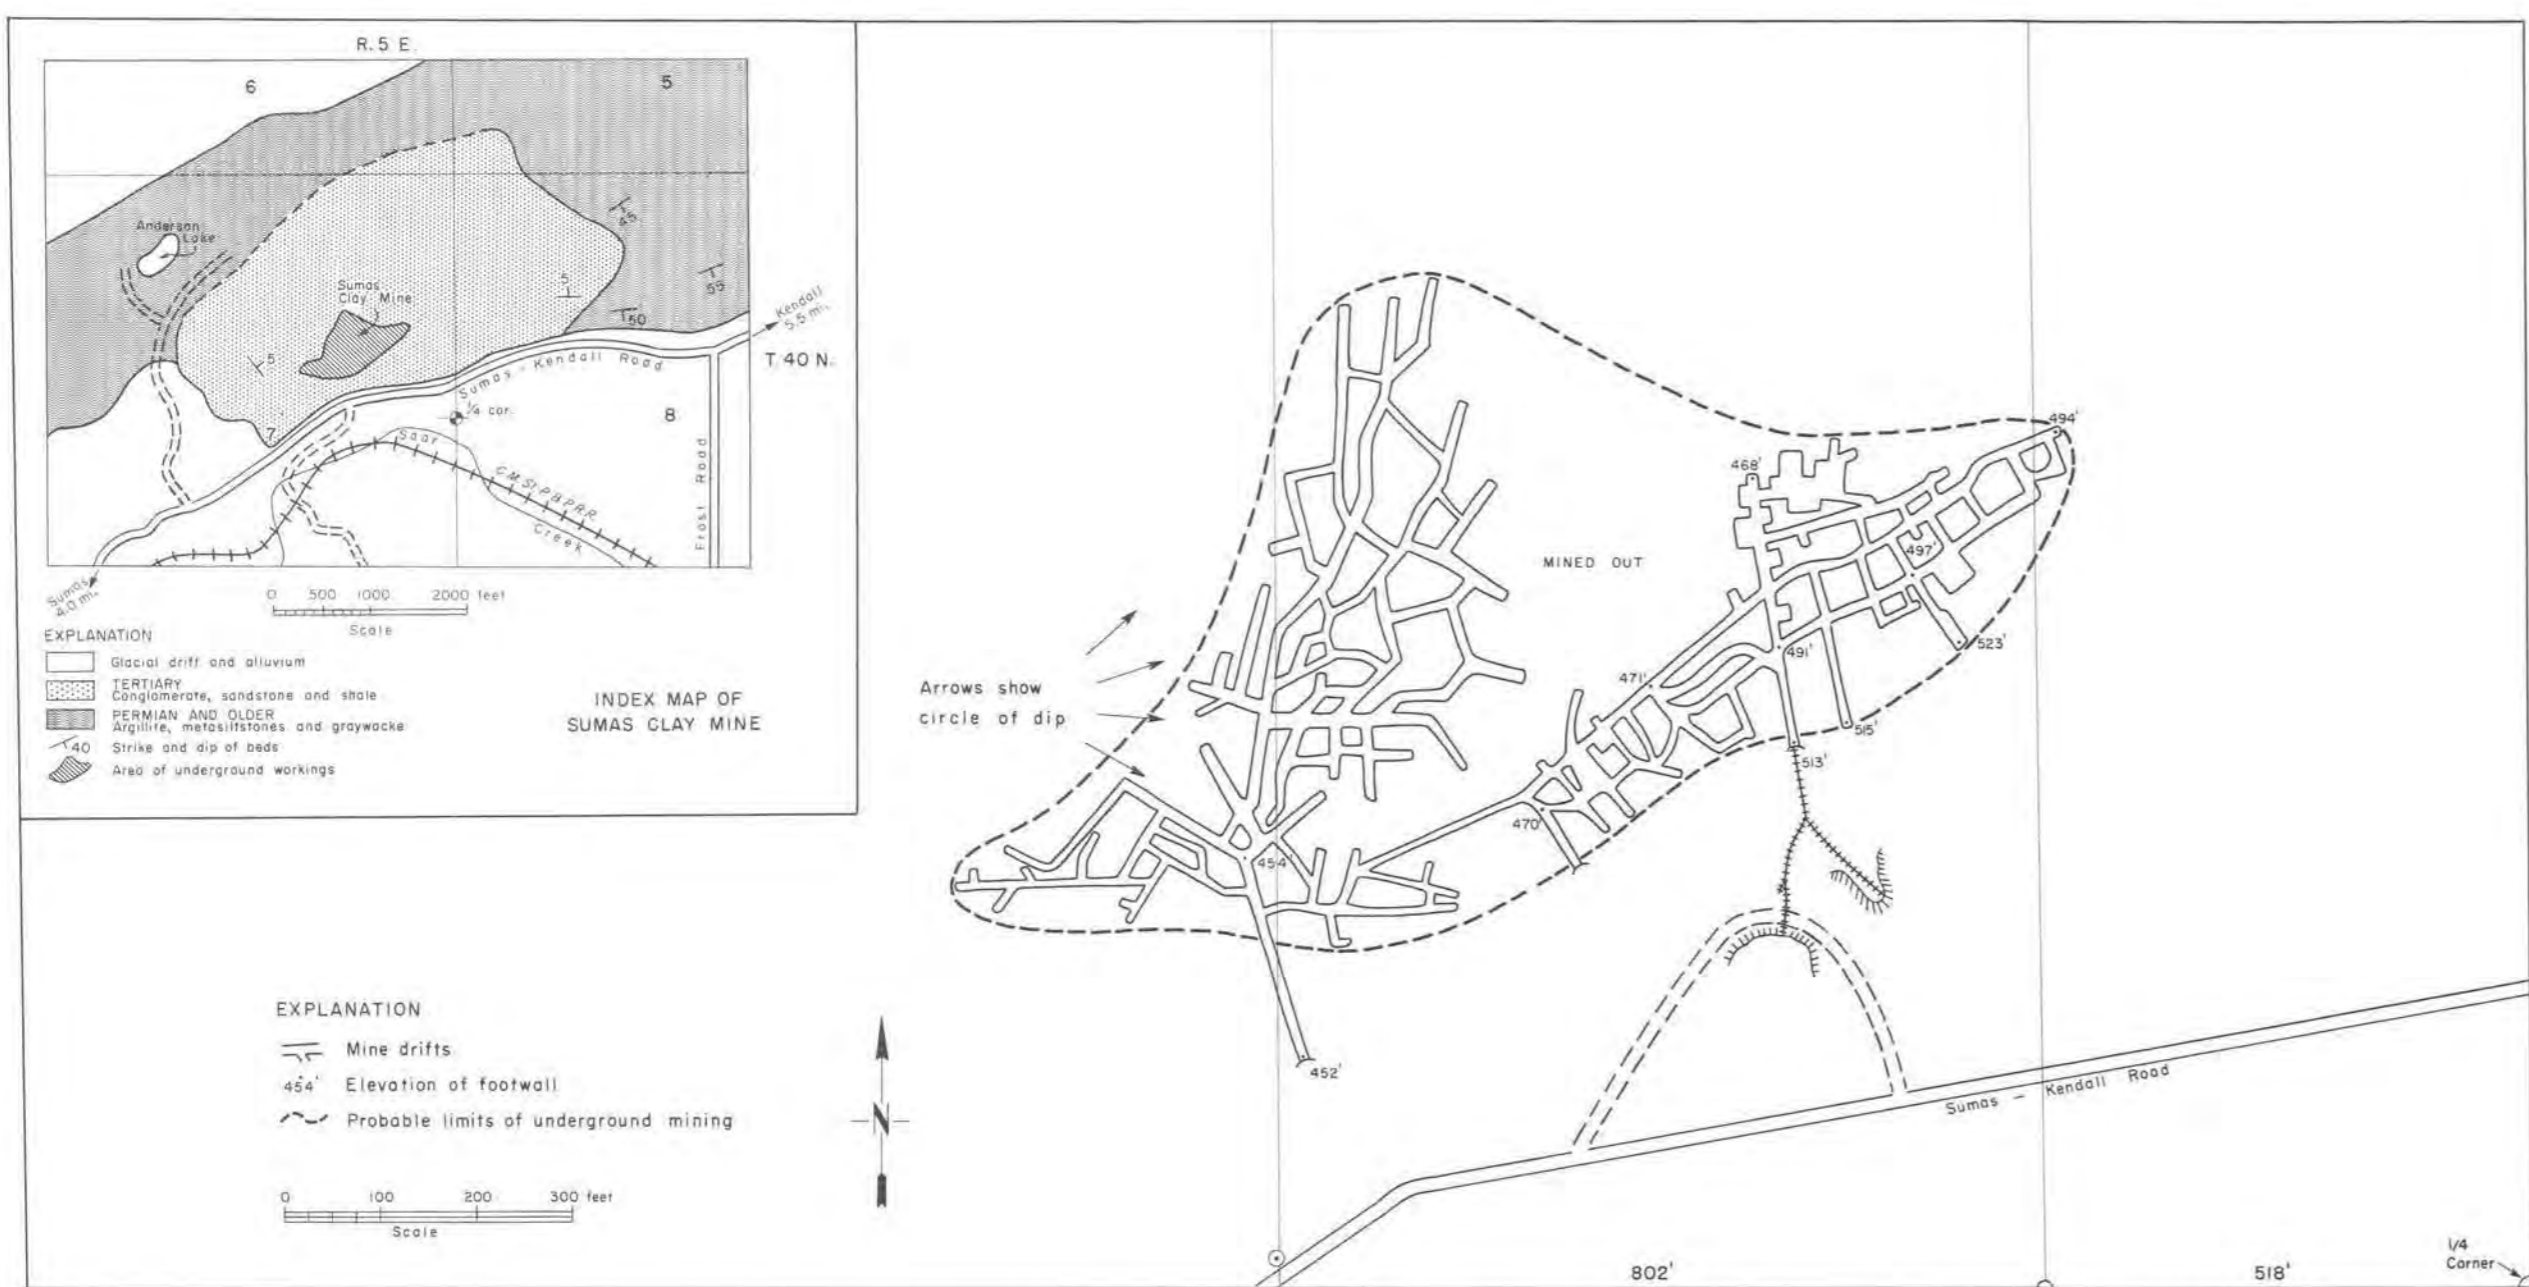 R. 5 E.
6
5
Anderson
Lake
Sumas
Clay Mine
45
5
55
50
5
Kendall
5.5 mi.
T. 40 N.
Sumas - Kendall Road
1/4 cor.
7
8
Saar
Creek
C. M. St. P. & P. R.R.
Frost Road
Sumas
4.0 mi.
0 500 1000 2000 feet
Scale
EXPLANATION
Glacial drift and alluvium
TERTIARY
Conglomerate, sandstone and shale
PERMIAN AND OLDER
Argillite, metasiltstones and graywacke
40 Strike and dip of beds
Area of underground workings
INDEX MAP OF
SUMAS CLAY MINE
494'
468'
MINED OUT
497'
523'
491'
471'
Arrows show
circle of dip
515'
513'
470'
454'
452'
EXPLANATION
Mine drifts
454' Elevation of footwall
Probable limits of underground mining
N
0 100 200 300 feet
Scale
Sumas - Kendall Road
802'
518'
1/4
Corner